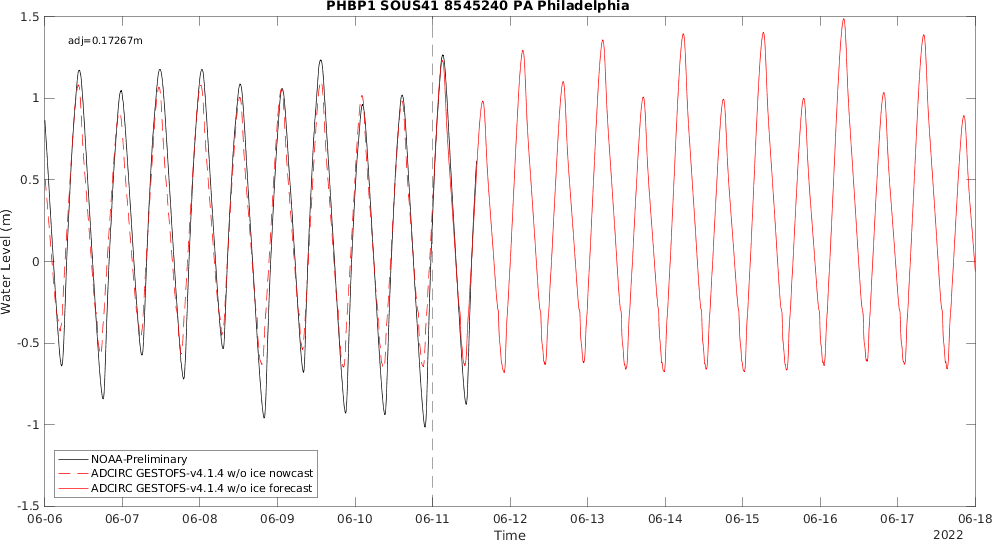 PHBP1 SOUS41 8545240 PA Philadelphia
adj=0.17267m
1.5
1
0.5
0
-0.5
-1
-1.5
Water Level (m)
NOAA-Preliminary
ADCIRC GESTOFS-v4.1.4 w/o ice nowcast
ADCIRC GESTOFS-v4.1.4 w/o ice forecast
06-06 06-07 06-08 06-09 06-10 06-11 06-12 06-13 06-14 06-15 06-16 06-17 06-18
Time
2022